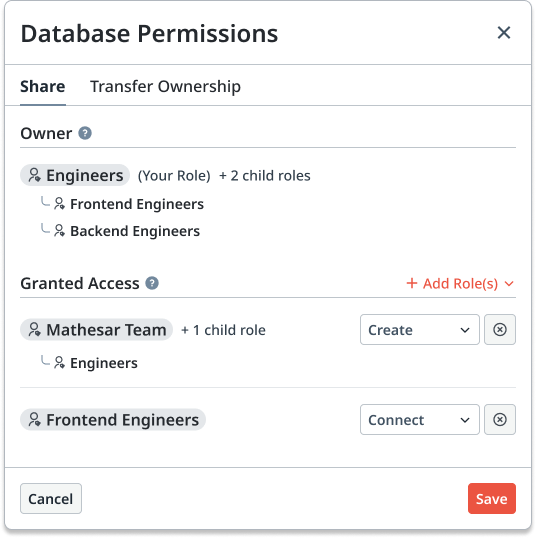 Database Permissions
Share Transfer Ownership
Owner ?
Engineers (Your Role) + 2 child roles
Frontend Engineers
Backend Engineers
Granted Access ? + Add Role(s)
Mathesar Team + 1 child role Create
Engineers
Frontend Engineers Connect
Cancel Save